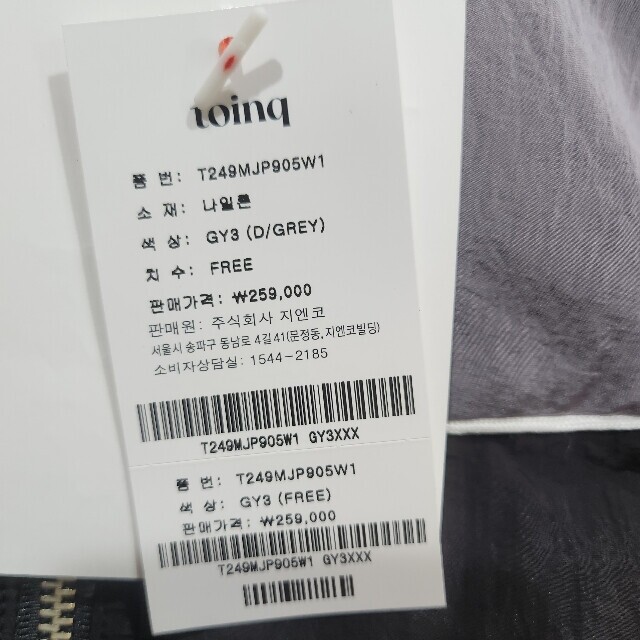 toinq
품 번: T249MJP905W1
소 재: 나일론
색 상: GY3 (D/GREY)
치 수: FREE
판매가격: ₩259,000
판매원: 주식회사 지엔코
서울시 송파구 동남로 4길 41(문정동, 지엔코빌딩)
소비자상담실: 1544-2185
T249MJP905W1 GY3XXX
품 번: T249MJP905W1
색 상: GY3 (FREE)
판매가격: ₩259,000
T249MJP905W1 GY3XXX